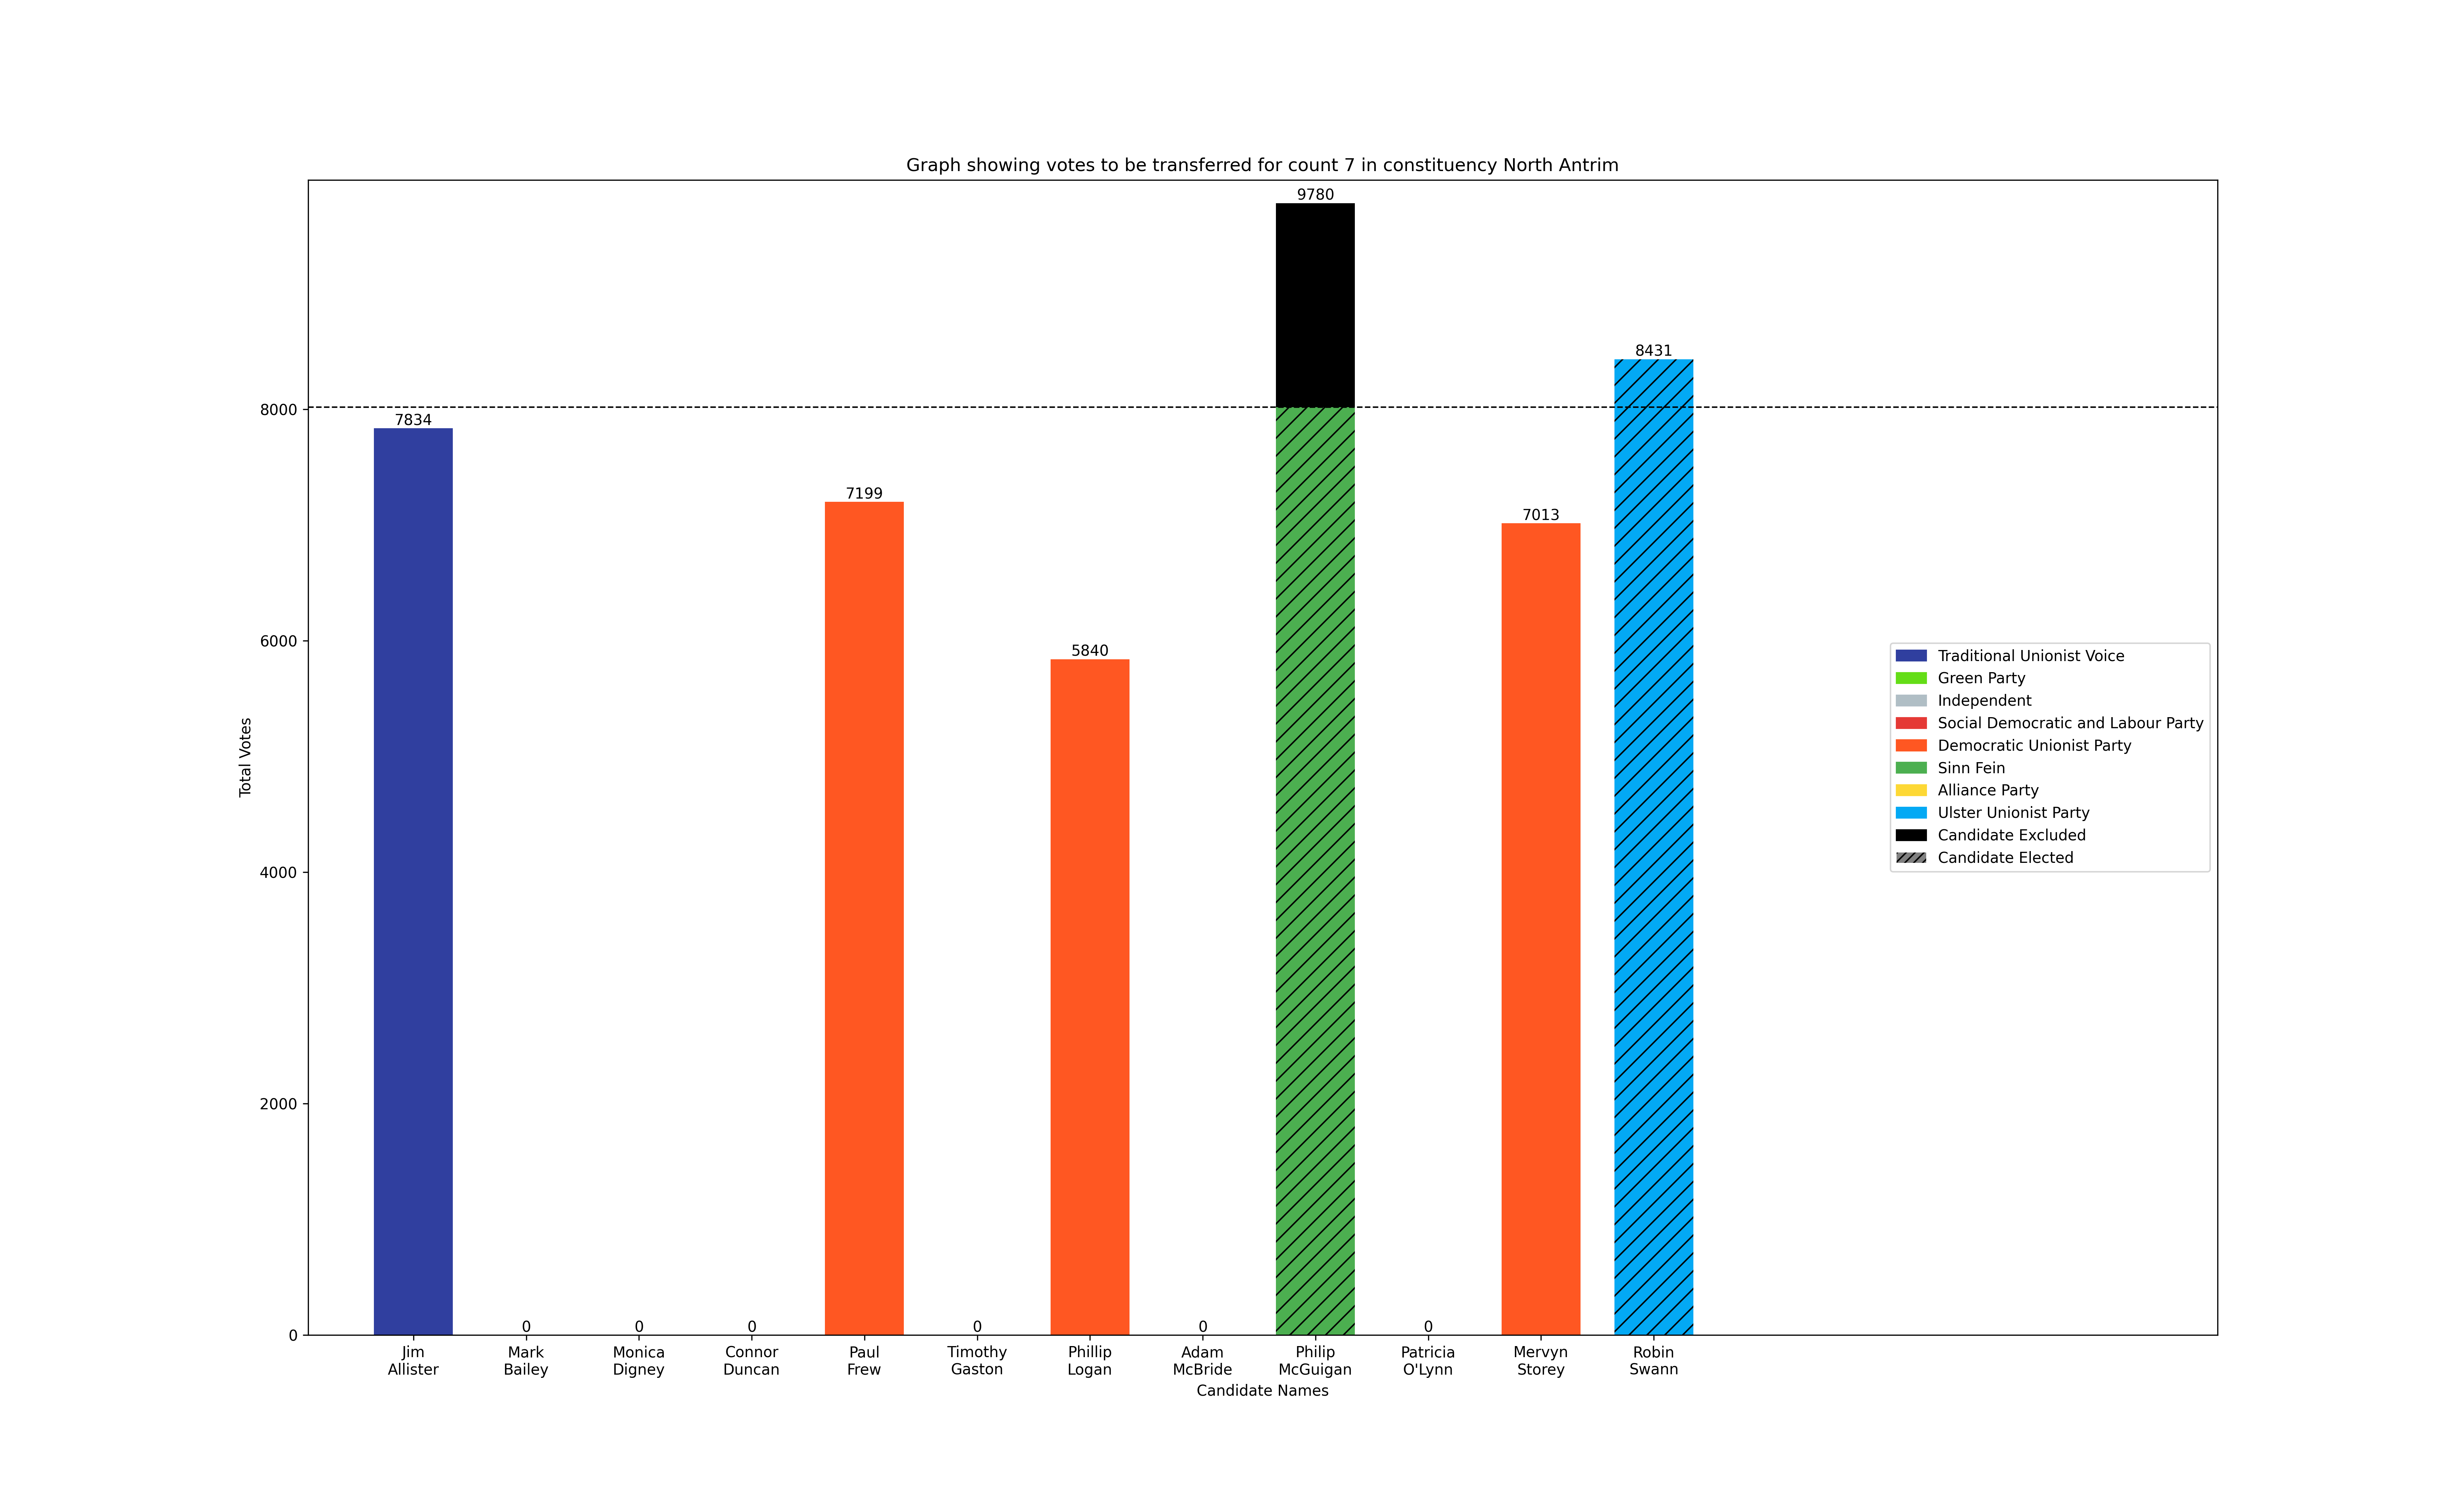 Graph showing votes to be transferred for count 7 in constituency North Antrim
9780
8431
8000
7834
7199
7013
6000
5840
Total Votes
4000
2000
0
0
0
0
0
0
0
Traditional Unionist Voice
Green Party
Independent
Social Democratic and Labour Party
Democratic Unionist Party
Sinn Fein
Alliance Party
Ulster Unionist Party
Candidate Excluded
Candidate Elected
Jim
Allister
Mark
Bailey
Monica
Digney
Connor
Duncan
Paul
Frew
Timothy
Gaston
Phillip
Logan
Adam
McBride
Philip
McGuigan
Patricia
O'Lynn
Mervyn
Storey
Robin
Swann
Candidate Names